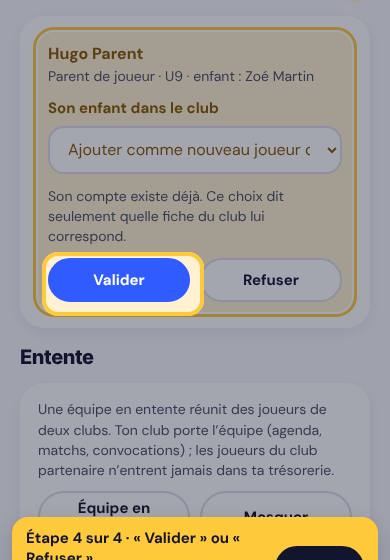 Hugo Parent
Parent de joueur · U9 · enfant : Zoé Martin
Son enfant dans le club
Ajouter comme nouveau joueur
Son compte existe déjà. Ce choix dit
seulement quelle fiche du club lui
correspond.
Valider
Refuser
Entente
Une équipe en entente réunit des joueurs de
deux clubs. Ton club porte l’équipe (agenda,
matchs, convocations) ; les joueurs du club
partenaire n’entrent jamais dans ta trésorerie.
Équipe en
Masquer
Étape 4 sur 4 · « Valider » ou «
Refuser »